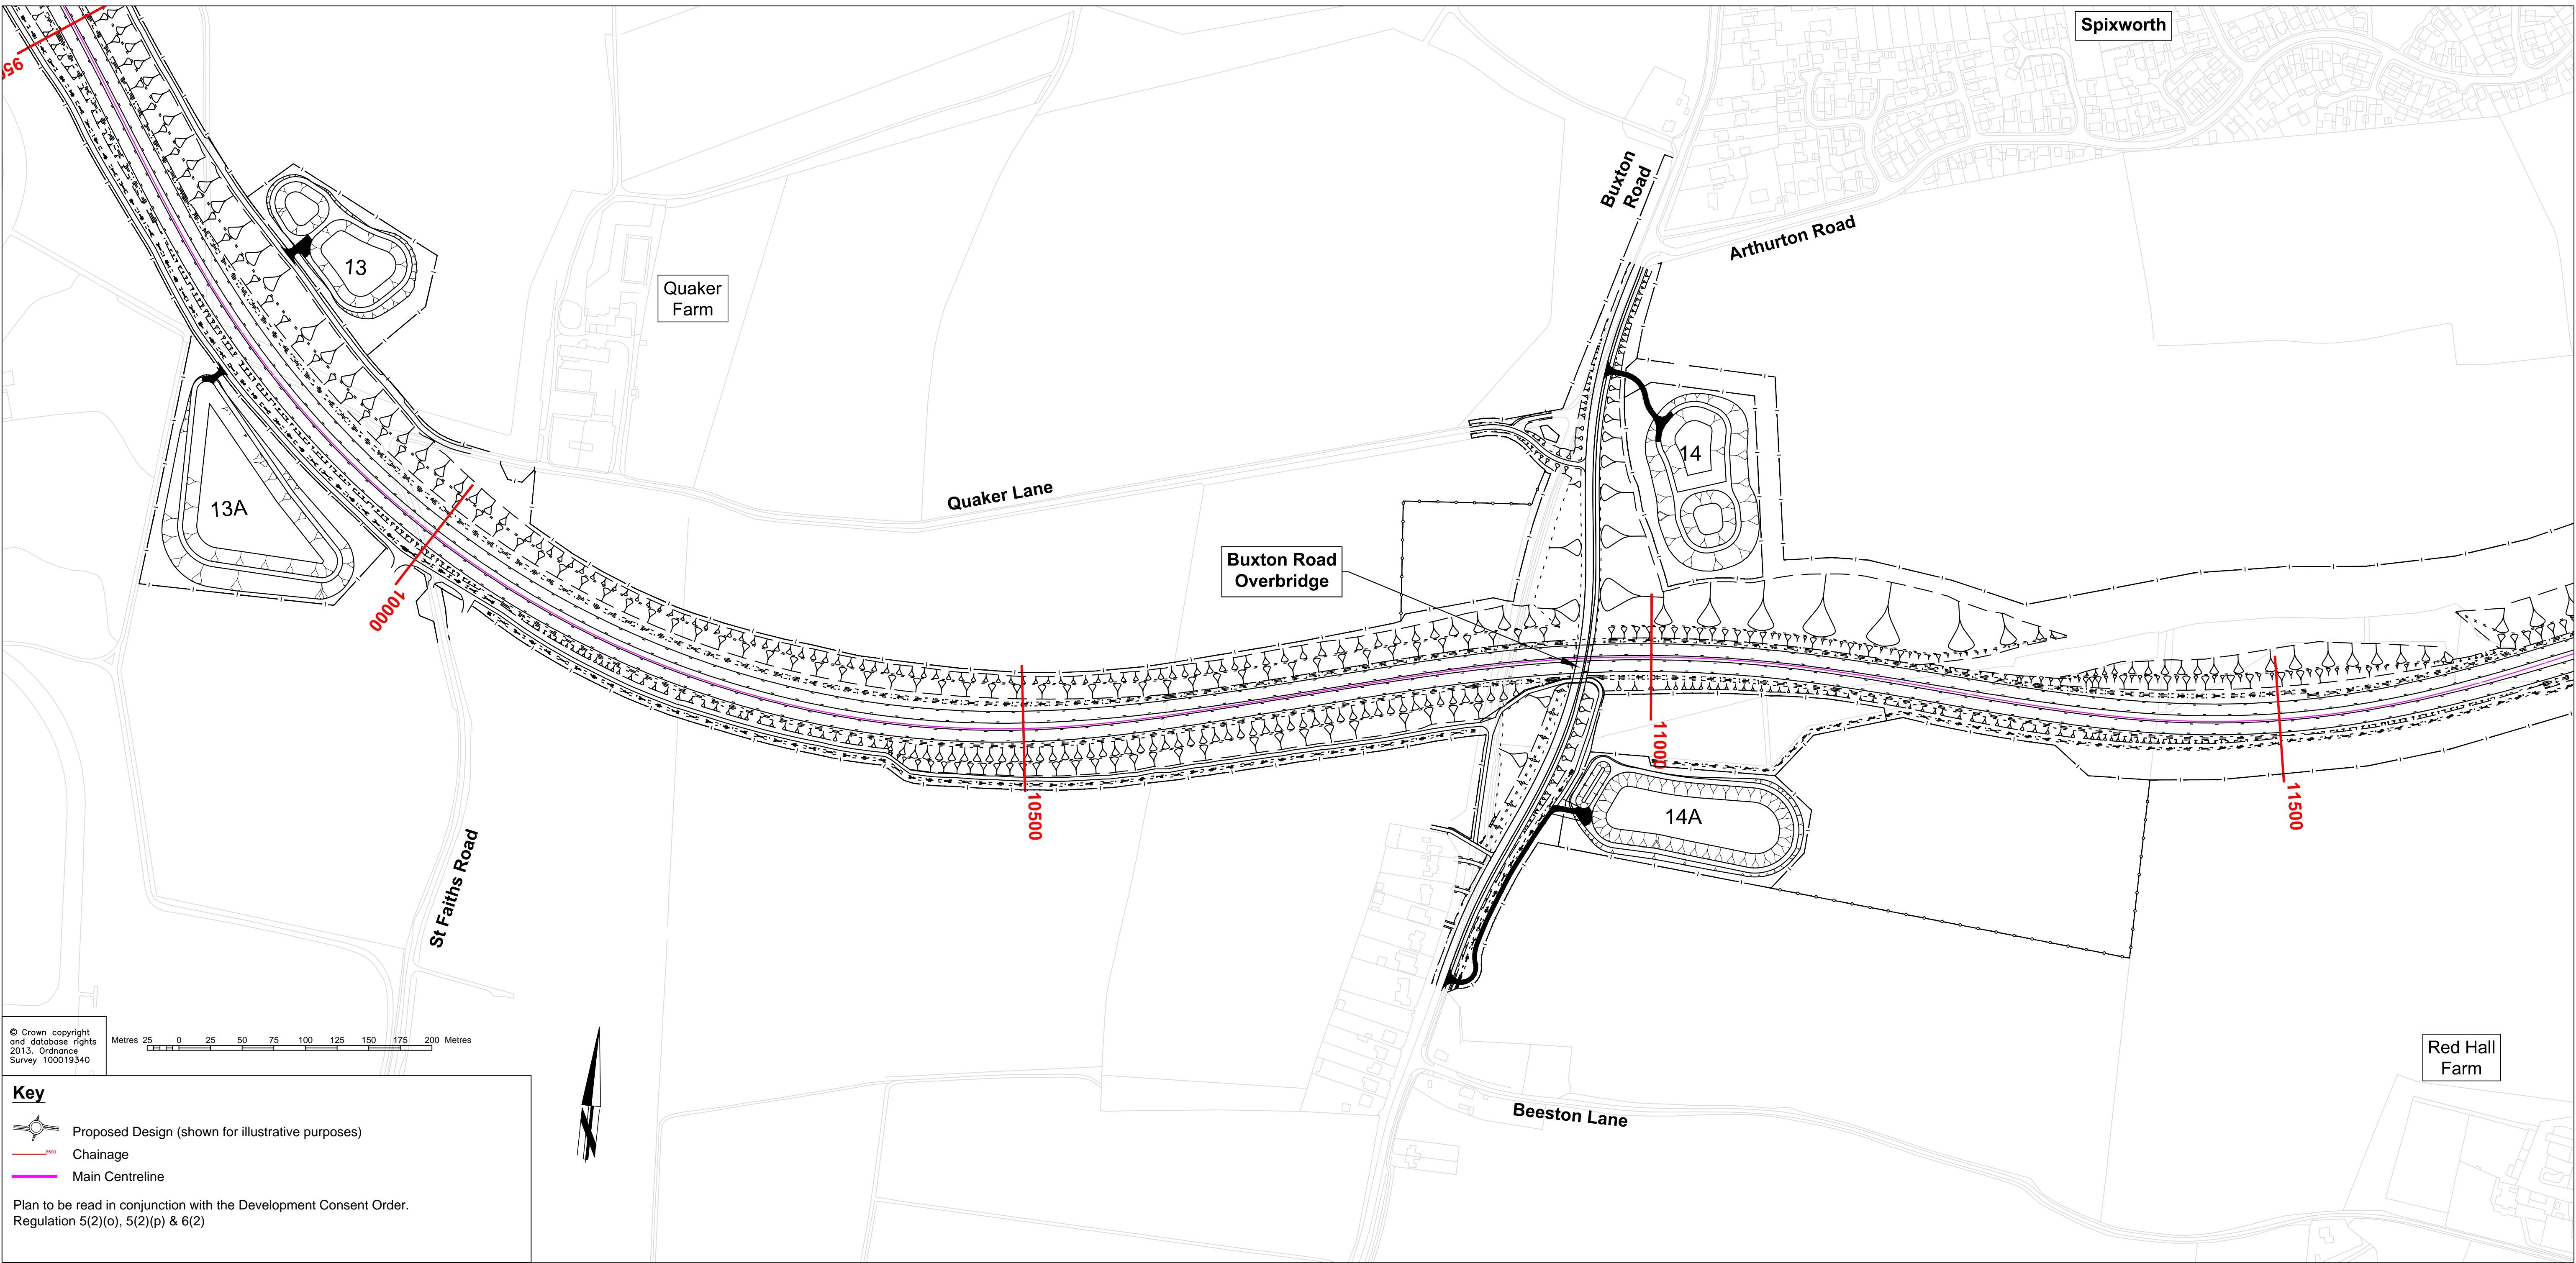 Spixworth
Buxton
Road
Arthurton Road
13
Quaker
Farm
13A
14
Quaker Lane
Buxton Road
Overbridge
10000
10500
11000
11500
14A
St Faiths Road
Beeston Lane
Red Hall
Farm
© Crown copyright
and database rights
2013. Ordnance
Survey 100019340
Metres 25 0 25 50 75 100 125 150 175 200 Metres
N
Key
Proposed Design (shown for illustrative purposes)
9500
Chainage
Main Centreline
Plan to be read in conjunction with the Development Consent Order.
Regulation 5(2)(o), 5(2)(p) & 6(2)